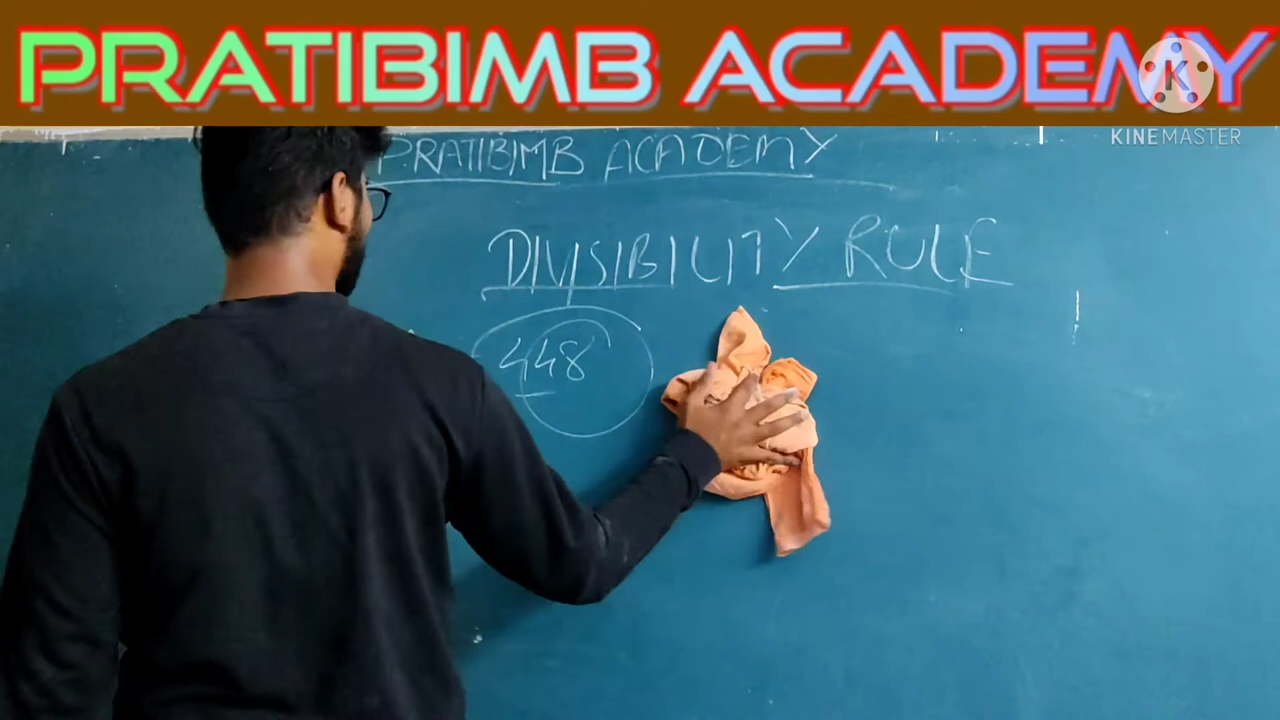 PRATIBIMB ACADEMY
K
KINEMASTER
PRATIBIMB ACADEMY
DIVISIBILITY RULE
448